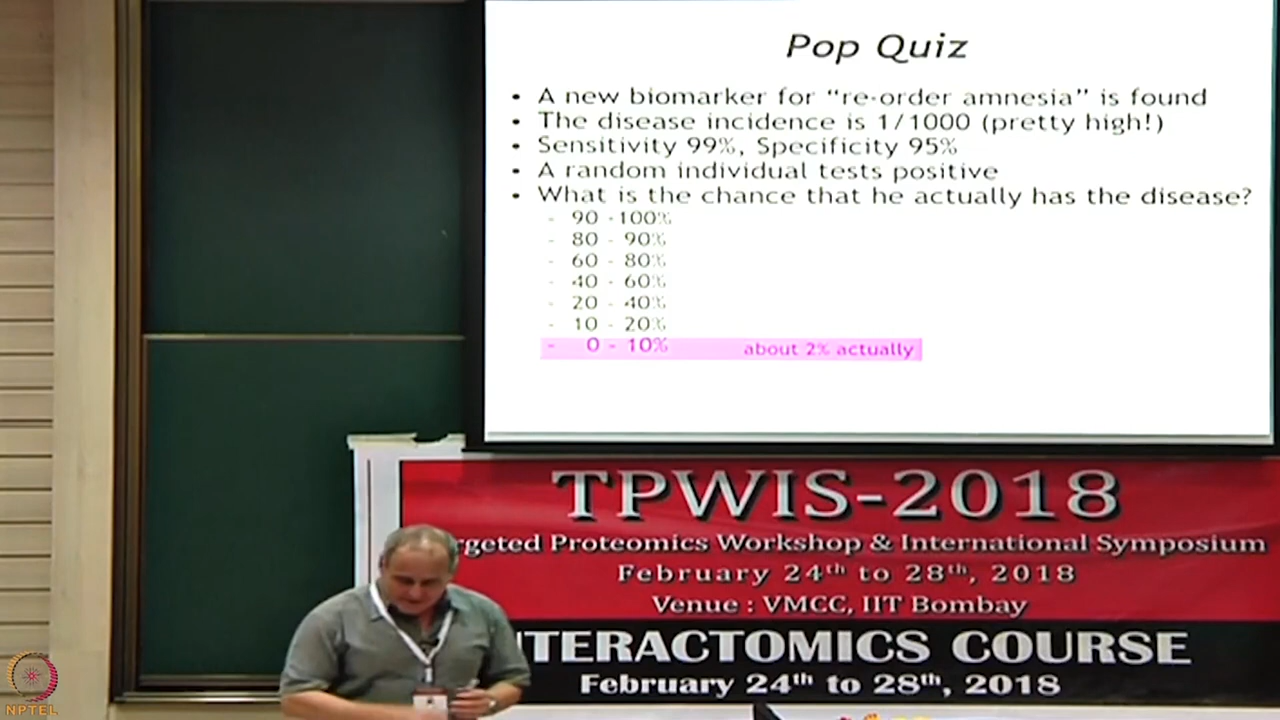 Pop Quiz
• A new biomarker for “re-order amnesia” is found
• The disease incidence is 1/1000 (pretty high!)
• Sensitivity 99%, Specificity 95%
• A random individual tests positive
• What is the chance that he actually has the disease?
- 90 -100%
- 80 - 90%
- 60 - 80%
- 40 - 60%
- 20 - 40%
- 10 - 20%
- 0 - 10% about 2% actually
TPWIS-2018
rgeted Proteomics Workshop & International Symposium
February 24th to 28th, 2018
Venue : VMCC, IIT Bombay
NTERACTOMICS COURSE
February 24th to 28th, 2018
NPTEL